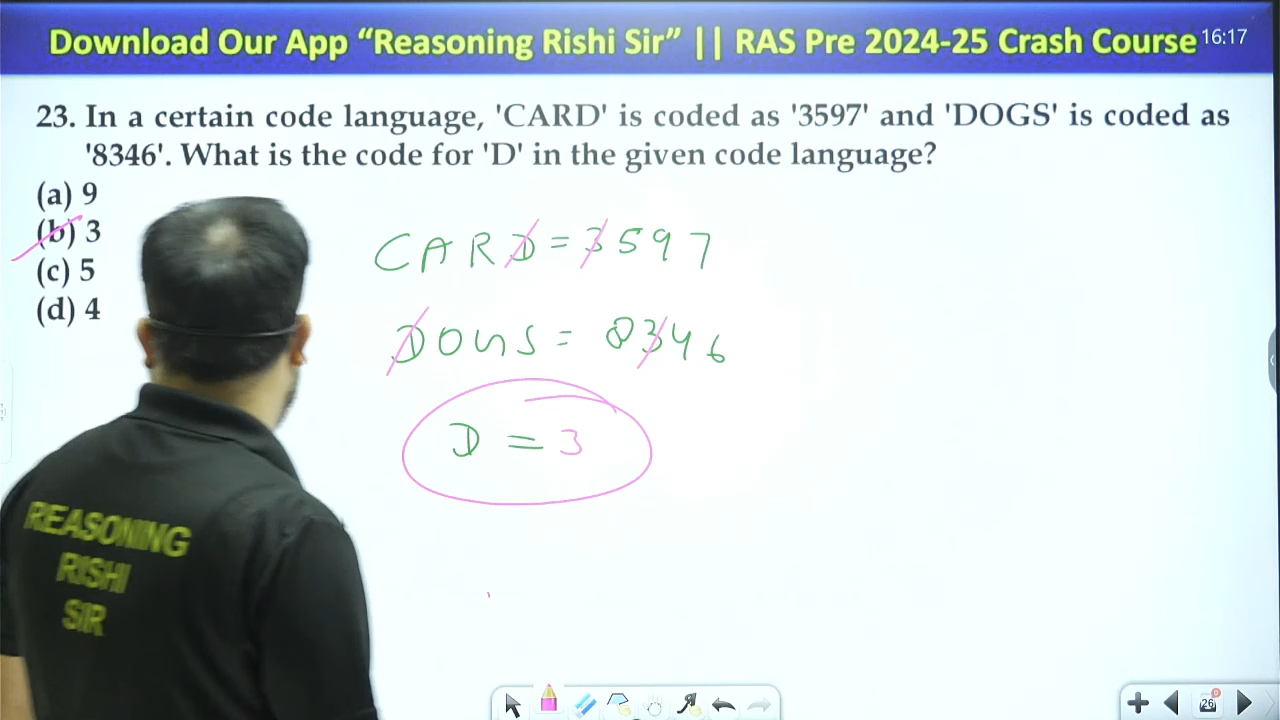 Download Our App “Reasoning Rishi Sir” || RAS Pre 2024-25 Crash Course 16:17
23. In a certain code language, 'CARD' is coded as '3597' and 'DOGS' is coded as
'8346'. What is the code for 'D' in the given code language?
(a) 9
(b) 3
(c) 5
(d) 4
CARD = 3597
DOGS = 8346
D = 3
REASONING
RISHI
SIR
26